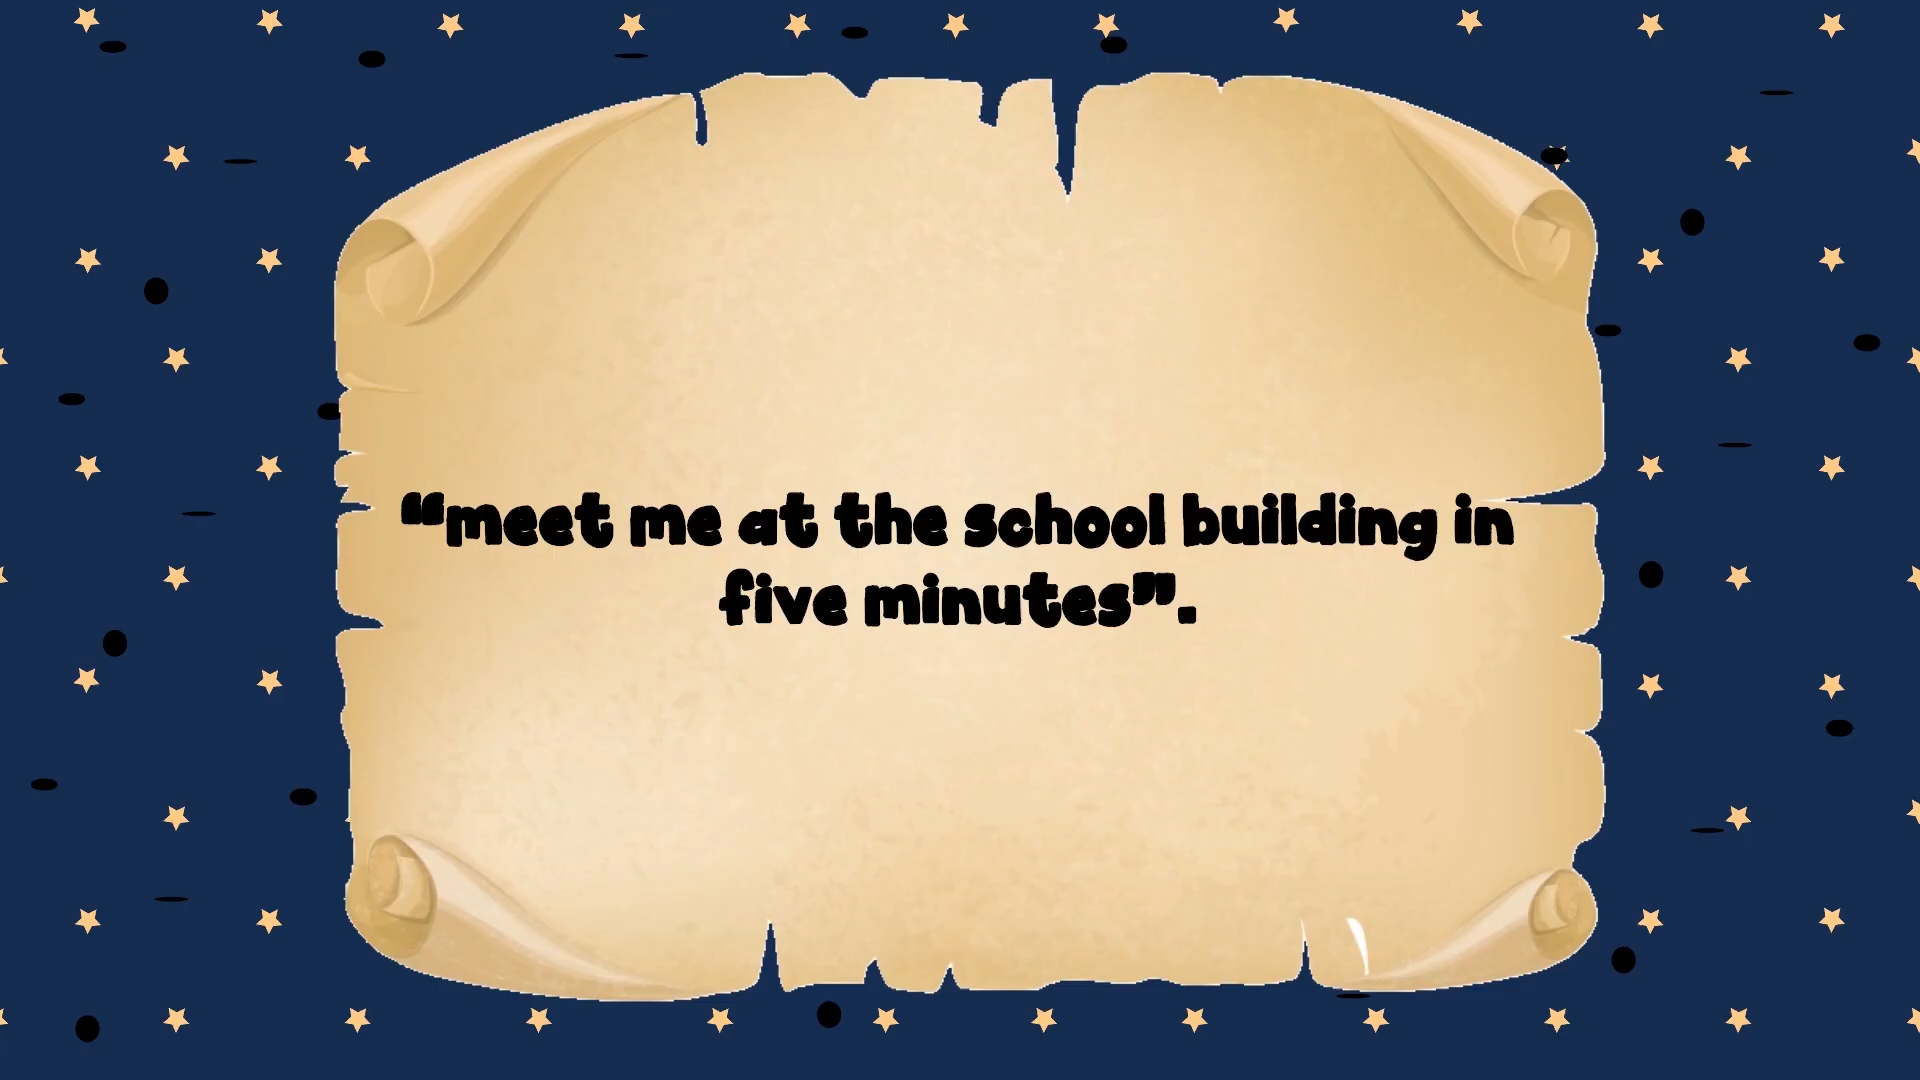 “meet me at the school building in
five minutes”.